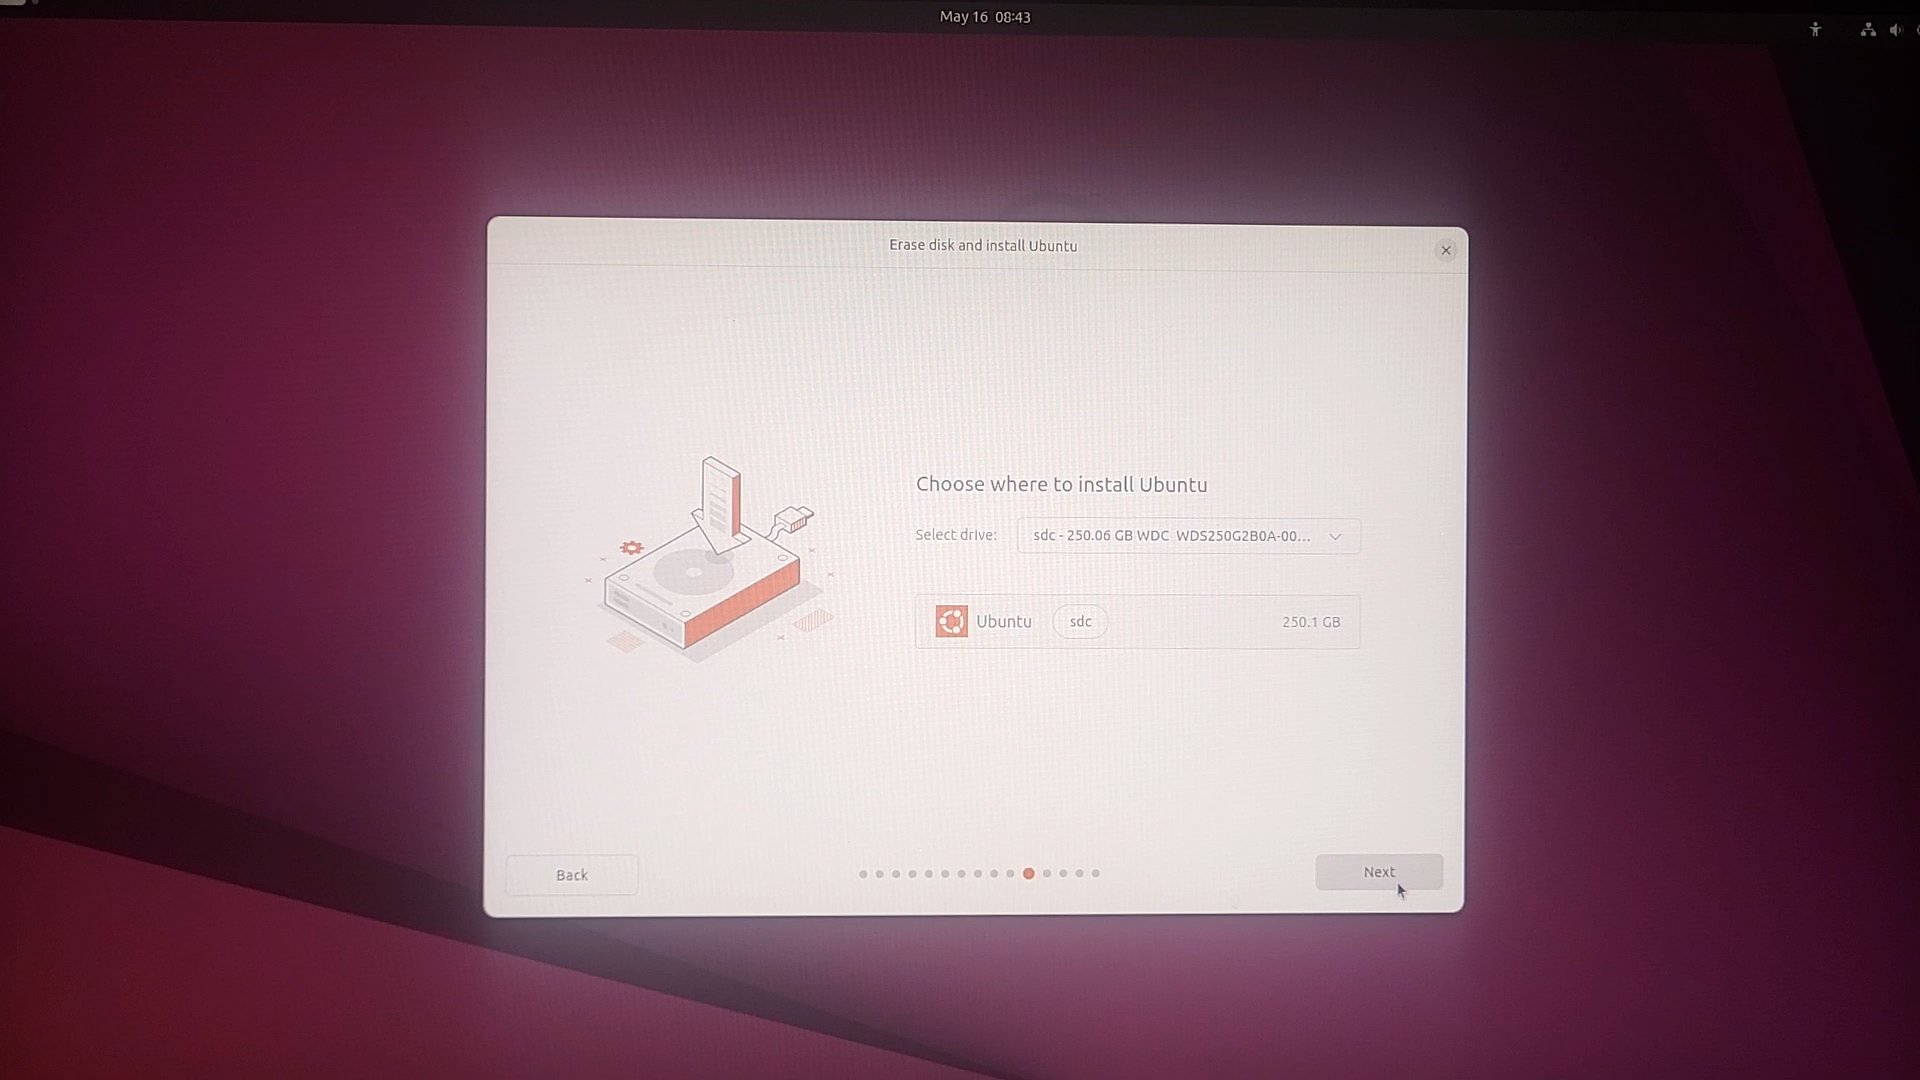 May 16 08:43
Erase disk and install Ubuntu
Choose where to install Ubuntu
Select drive: sdc - 250.06 GB WDC WDS250G2B0A-00...
Ubuntu sdc 250.1 GB
Back Next